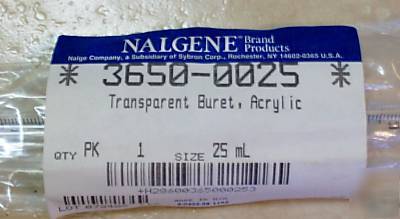 NALGENE Brand Products
Nalge Company, a Subsidiary of Sybron Corp., Rochester, NY 14602-0365 U.S.A.
* 3650-0025 *
Transparent Buret, Acrylic
QTY PK 1 SIZE 25 mL
+H20600365000253